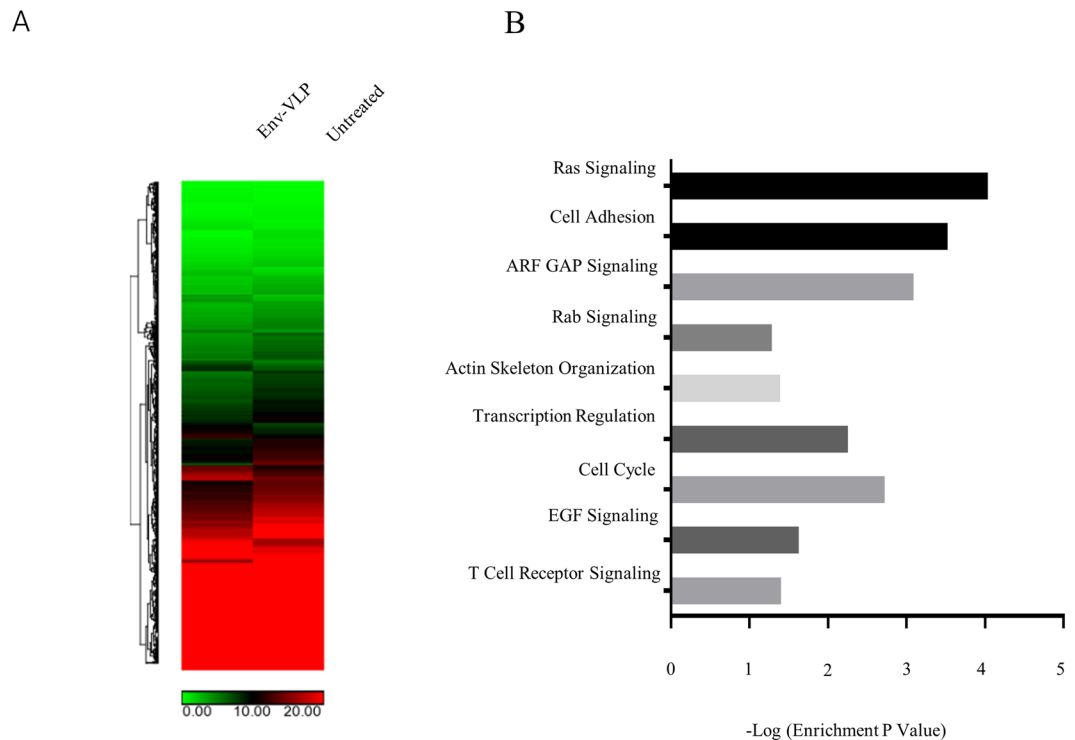 A
B
Env-VLP
Untreated
0.00 10.00 20.00
Ras Signaling
Cell Adhesion
ARF GAP Signaling
Rab Signaling
Actin Skeleton Organization
Transcription Regulation
Cell Cycle
EGF Signaling
T Cell Receptor Signaling
0 1 2 3 4 5
-Log (Enrichment P Value)